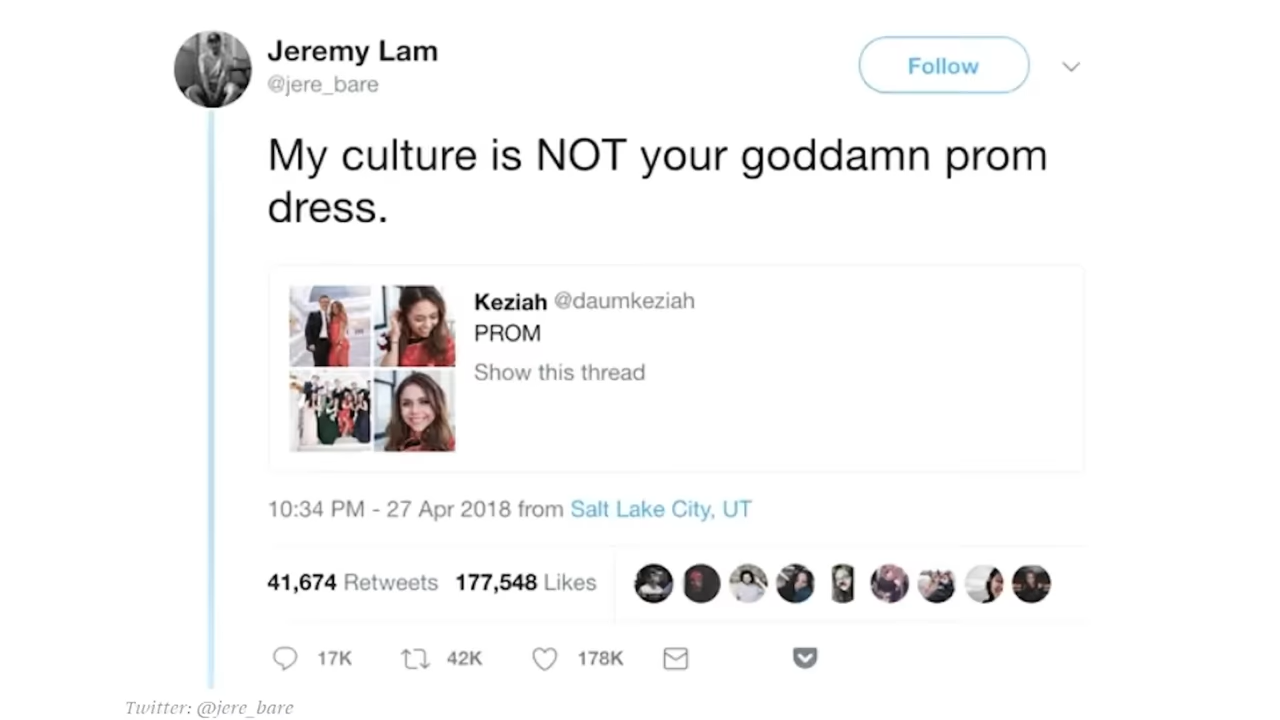 Jeremy Lam
@jere_bare
Follow
My culture is NOT your goddamn prom
dress.
Keziah @daumkeziah
PROM
Show this thread
10:34 PM - 27 Apr 2018 from Salt Lake City, UT
41,674 Retweets 177,548 Likes
17K 42K 178K
Twitter: @jere_bare